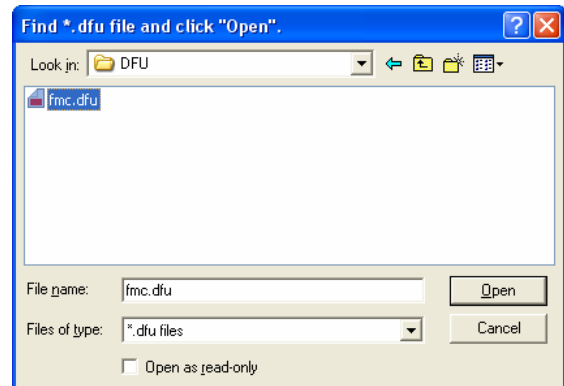 Find *.dfu file and click "Open".
Look in: DFU
fmc.dfu
File name: fmc.dfu Open
Files of type: *.dfu files Cancel
Open as read-only